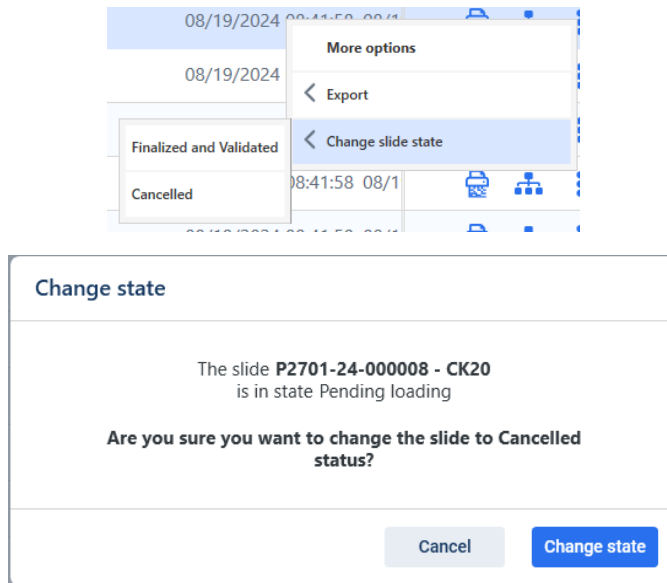 08/19/2024 08:41:58 08/1
More options
08/19/2024
Export
Change slide state
Finalized and Validated
Cancelled
08:41:58 08/1
Change state
The slide P2701-24-000008 - CK20
is in state Pending loading
Are you sure you want to change the slide to Cancelled
status?
Cancel
Change state